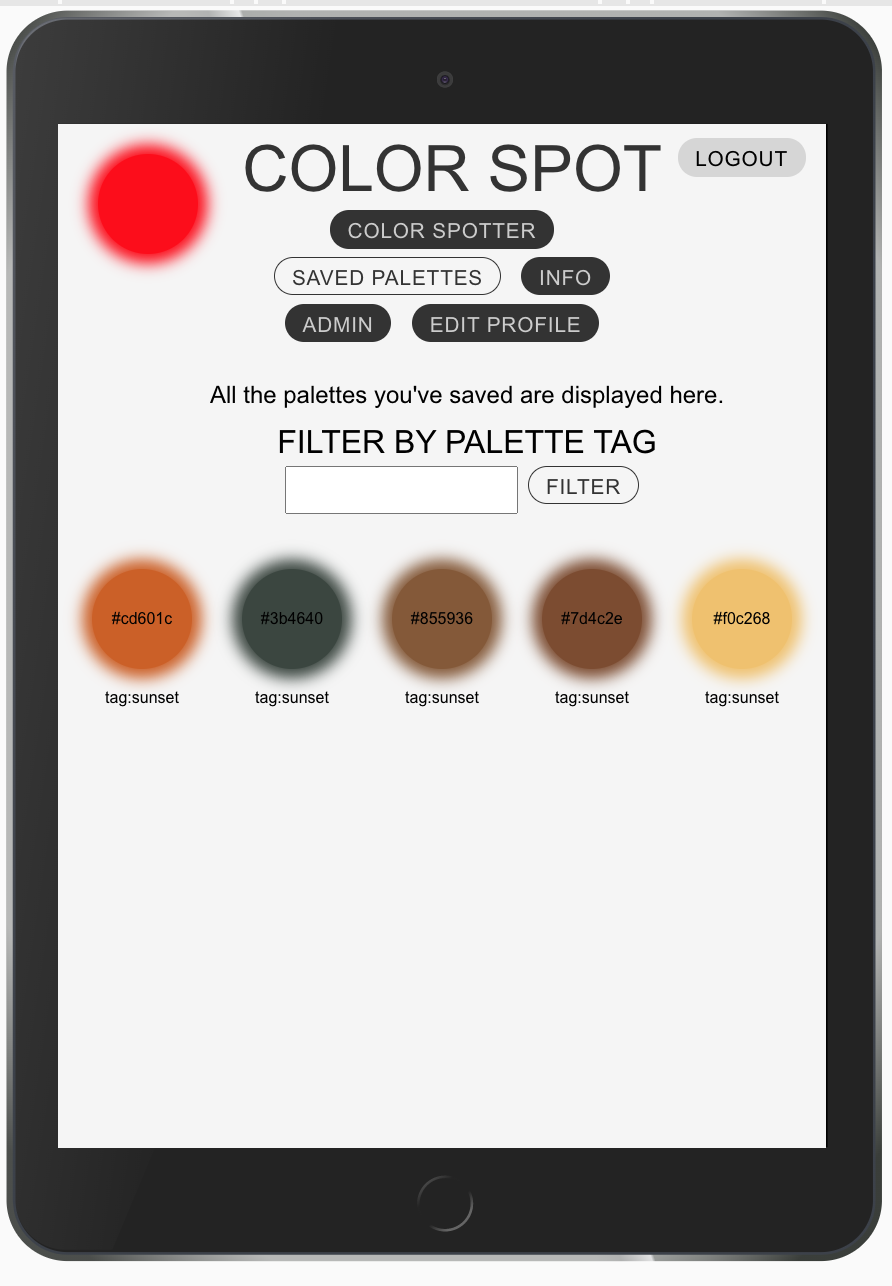 COLOR SPOT
LOGOUT
COLOR SPOTTER
SAVED PALETTES INFO
ADMIN EDIT PROFILE
All the palettes you've saved are displayed here.
FILTER BY PALETTE TAG
FILTER
#cd601c #3b4640 #855936 #7d4c2e #f0c268
tag:sunset tag:sunset tag:sunset tag:sunset tag:sunset